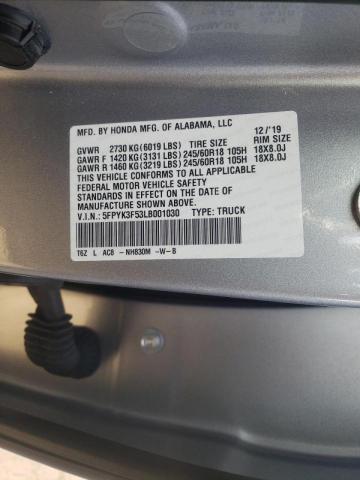 MFD. BY HONDA MFG. OF ALABAMA, LLC 12/'19
GVWR 2730 KG(6019 LBS) TIRE SIZE RIM SIZE
GAWR F 1420 KG(3131 LBS) 245/60R18 105H 18X8.0J
GAWR R 1460 KG(3219 LBS) 245/60R18 105H 18X8.0J
THIS VEHICLE CONFORMS TO ALL APPLICABLE
FEDERAL MOTOR VEHICLE SAFETY
STANDARDS IN EFFECT ON THE DATE OF
MANUFACTURE SHOWN ABOVE.
V.I.N.: 5FPYK3F53LB001030 TYPE: TRUCK
T6Z L AC8 -NH830M -W-B